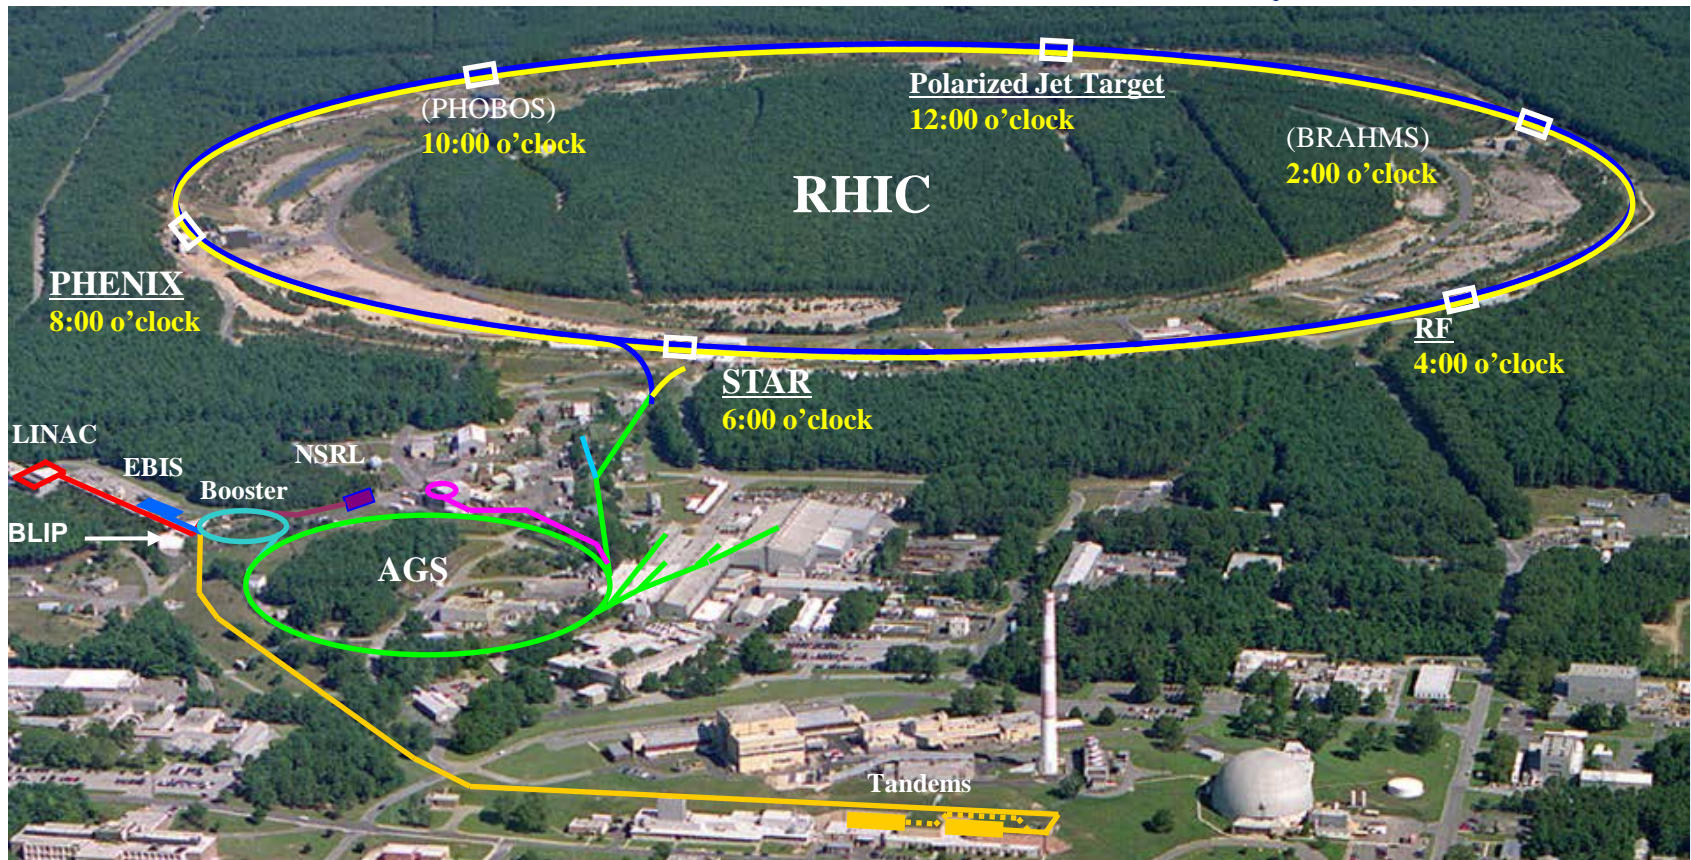 Polarized Jet Target
12:00 o’clock
(PHOBOS)
10:00 o’clock
(BRAHMS)
2:00 o’clock
RHIC
PHENIX
8:00 o’clock
RF
4:00 o’clock
STAR
6:00 o’clock
LINAC
EBIS
NSRL
Booster
BLIP
AGS
Tandems